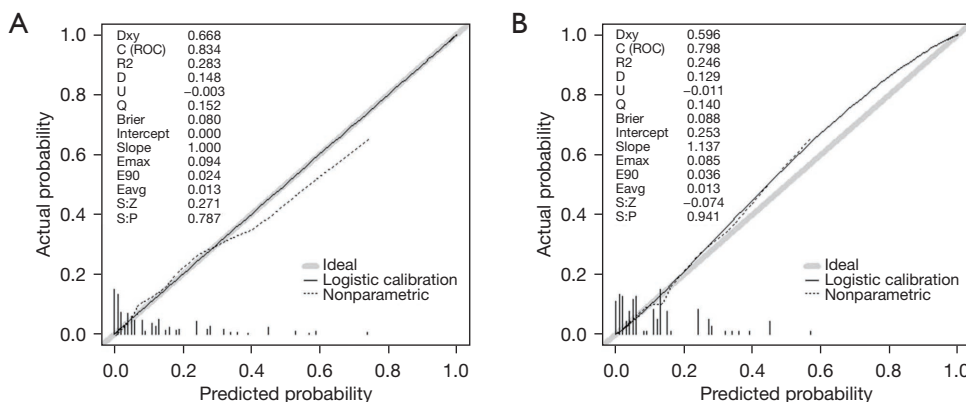 A
Dxy 0.668
C (ROC) 0.834
R2 0.283
D 0.148
U −0.003
Q 0.152
Brier 0.080
Intercept 0.000
Slope 1.000
Emax 0.094
E90 0.024
Eavg 0.013
S:Z 0.271
S:P 0.787
Actual probability
1.0
0.8
0.6
0.4
0.2
0.0
Ideal
Logistic calibration
Nonparametric
0.0 0.2 0.4 0.6 0.8 1.0
Predicted probability
B
Dxy 0.596
C (ROC) 0.798
R2 0.246
D 0.129
U −0.011
Q 0.140
Brier 0.088
Intercept 0.253
Slope 1.137
Emax 0.085
E90 0.036
Eavg 0.013
S:Z −0.074
S:P 0.941
Actual probability
1.0
0.8
0.6
0.4
0.2
0.0
Ideal
Logistic calibration
Nonparametric
0.0 0.2 0.4 0.6 0.8 1.0
Predicted probability